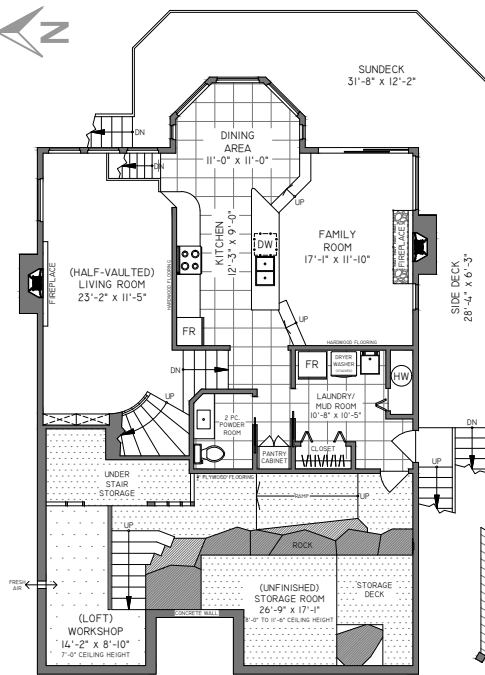 N
SUNDECK
31'-8" x 12'-2"
DN
DN
DINING
AREA
11'-0" x 11'-0"
UP
KITCHEN
12'-3" x 9'-0"
DW
FAMILY
ROOM
17'-1" x 11'-10"
FIREPLACE
SIDE DECK
28'-4" x 6'-3"
FIREPLACE
(HALF-VAULTED)
LIVING ROOM
23'-2" x 11'-5"
HARDWOOD FLOORING
FR
UP
HARDWOOD FLOORING
DN
FR
DRYER
WASHER
HW
UP
2 PC.
POWDER
ROOM
LAUNDRY/
MUD ROOM
10'-8" x 10'-5"
PANTRY
CABINET
CLOSET
DN
UP
UNDER
STAIR
STORAGE
PLYWOOD FLOORING
RAMP
UP
UP
ROCK
FRESH
AIR
(UNFINISHED)
STORAGE ROOM
26'-9" x 17'-1"
8'-0" TO 11'-6" CEILING HEIGHT
STORAGE
DECK
CONCRETE WALL
(LOFT)
WORKSHOP
14'-2" x 8'-10"
7'-0" CEILING HEIGHT